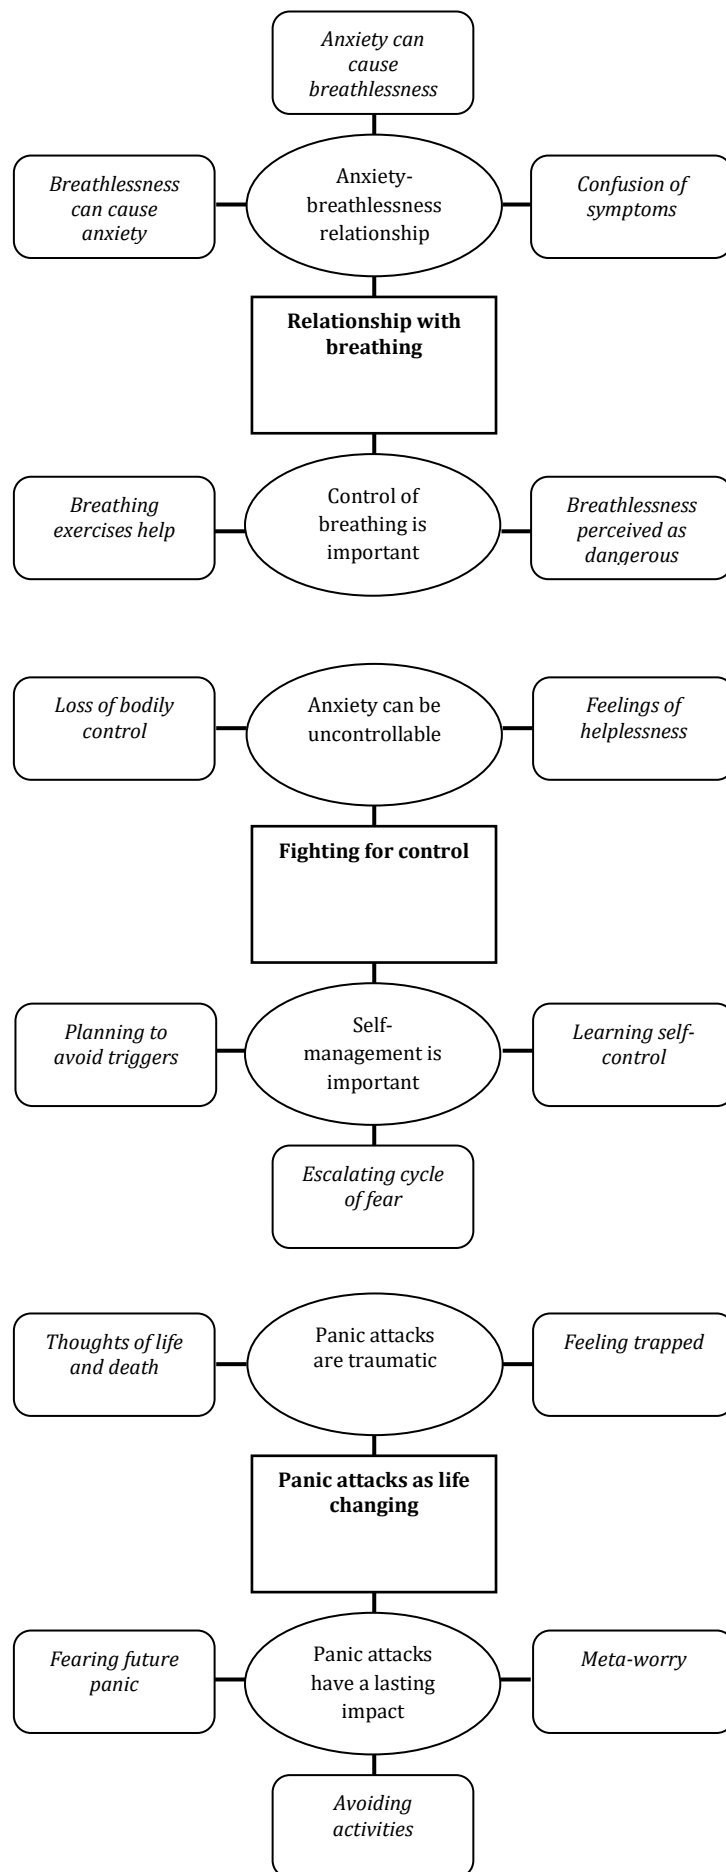 Anxiety can
cause
breathlessness
Breathlessness
can cause
anxiety
Anxiety-
breathlessness
relationship
Confusion of
symptoms
Relationship with
breathing
Breathing
exercises help
Control of
breathing is
important
Breathlessness
perceived as
dangerous
Loss of bodily
control
Anxiety can be
uncontrollable
Feelings of
helplessness
Fighting for control
Planning to
avoid triggers
Self-
management is
important
Learning self-
control
Escalating cycle
of fear
Thoughts of life
and death
Panic attacks
are traumatic
Feeling trapped
Panic attacks as life
changing
Fearing future
panic
Panic attacks
have a lasting
impact
Meta-worry
Avoiding
activities